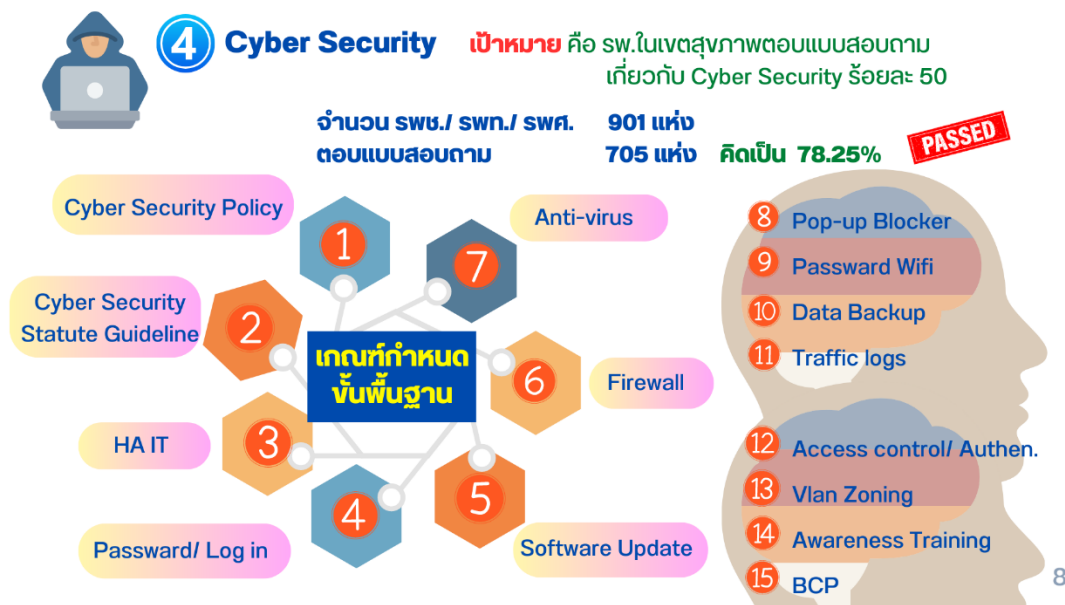 4 Cyber Security เป้าหมาย คือ รพ.ในเขตสุขภาพตอบแบบสอบถาม
เกี่ยวกับ Cyber Security ร้อยละ 50
จำนวน รพช./ รพท./ รพศ. 901 แห่ง
ตอบแบบสอบถาม 705 แห่ง คิดเป็น 78.25%
PASSED
เกณฑ์กำหนด
ขั้นพื้นฐาน
1 Cyber Security Policy
2 Cyber Security
Statute Guideline
3 HA IT
4 Passward/ Log in
5 Software Update
6 Firewall
7 Anti-virus
8 Pop-up Blocker
9 Passward Wifi
10 Data Backup
11 Traffic logs
12 Access control/ Authen.
13 Vlan Zoning
14 Awareness Training
15 BCP
8